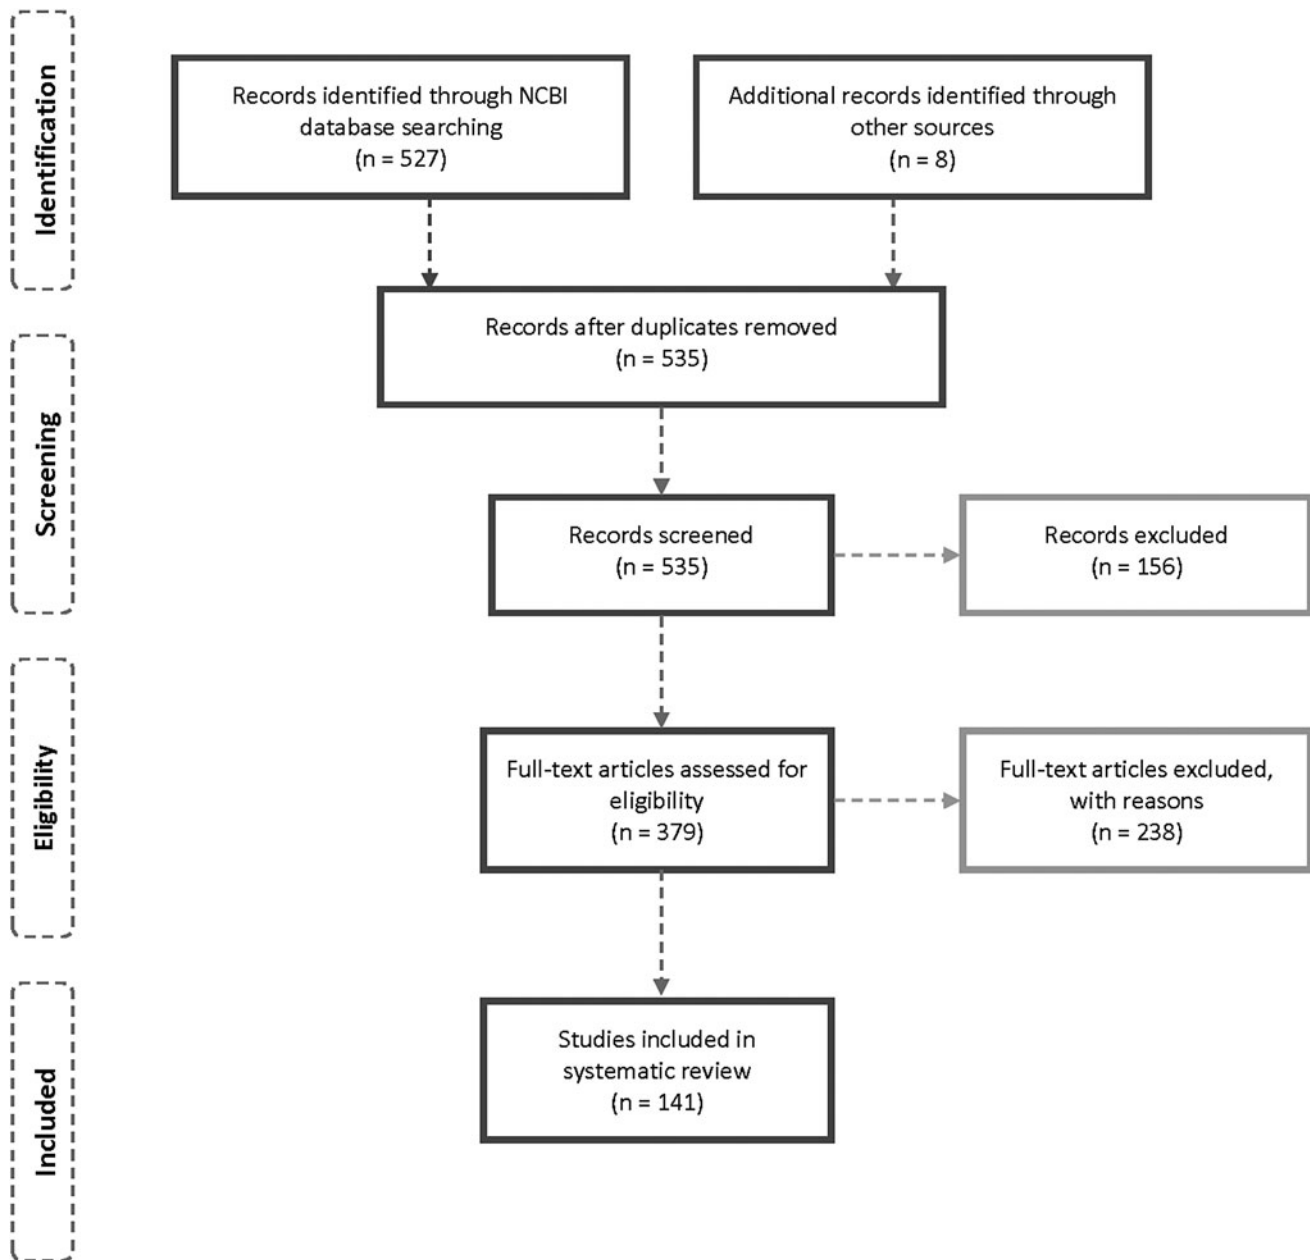 Identification
Records identified through NCBI
database searching
(n = 527)
Additional records identified through
other sources
(n = 8)
Records after duplicates removed
(n = 535)
Screening
Records screened
(n = 535)
Records excluded
(n = 156)
Eligibility
Full-text articles assessed for
eligibility
(n = 379)
Full-text articles excluded,
with reasons
(n = 238)
Included
Studies included in
systematic review
(n = 141)